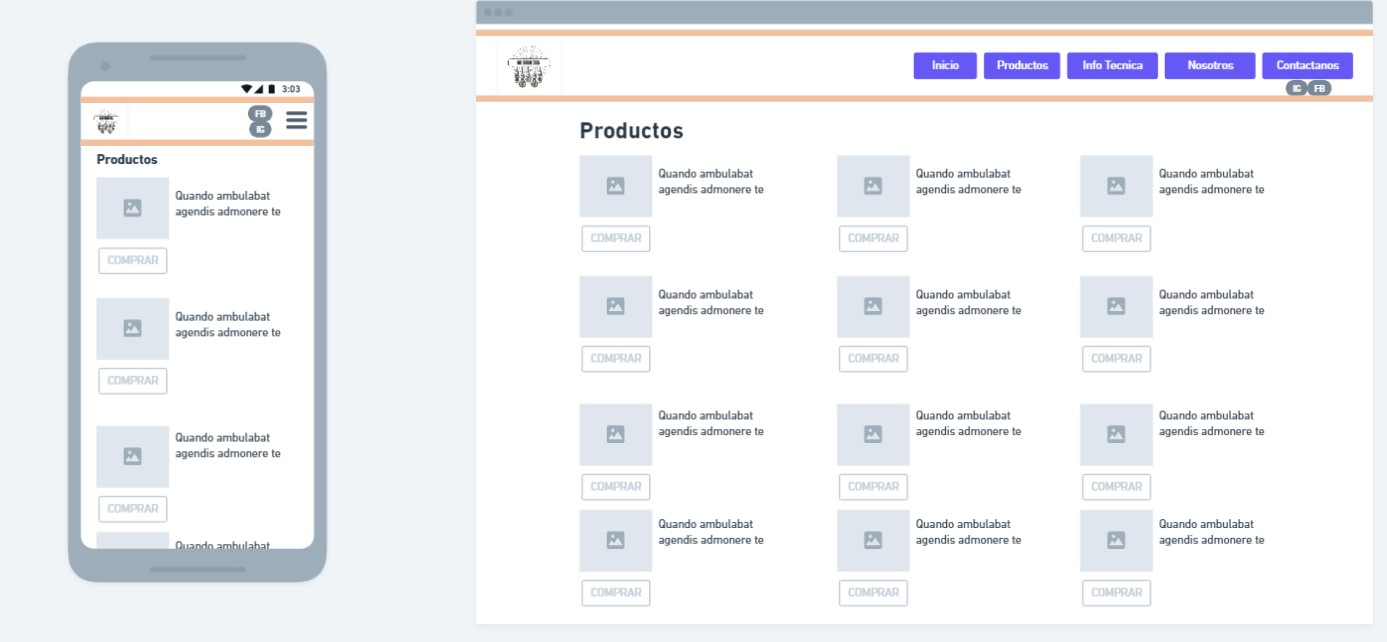 3:03
FB
IG
Productos
Quando ambulabat
agendis admonere te
COMPRAR
Quando ambulabat
agendis admonere te
COMPRAR
Quando ambulabat
agendis admonere te
COMPRAR
Quando ambulabat
Inicio
Productos
Info Tecnica
Nosotros
Contactanos
IG
FB
Productos
Quando ambulabat
agendis admonere te
COMPRAR
Quando ambulabat
agendis admonere te
COMPRAR
Quando ambulabat
agendis admonere te
COMPRAR
Quando ambulabat
agendis admonere te
COMPRAR
Quando ambulabat
agendis admonere te
COMPRAR
Quando ambulabat
agendis admonere te
COMPRAR
Quando ambulabat
agendis admonere te
COMPRAR
Quando ambulabat
agendis admonere te
COMPRAR
Quando ambulabat
agendis admonere te
COMPRAR
Quando ambulabat
agendis admonere te
COMPRAR
Quando ambulabat
agendis admonere te
COMPRAR
Quando ambulabat
agendis admonere te
COMPRAR